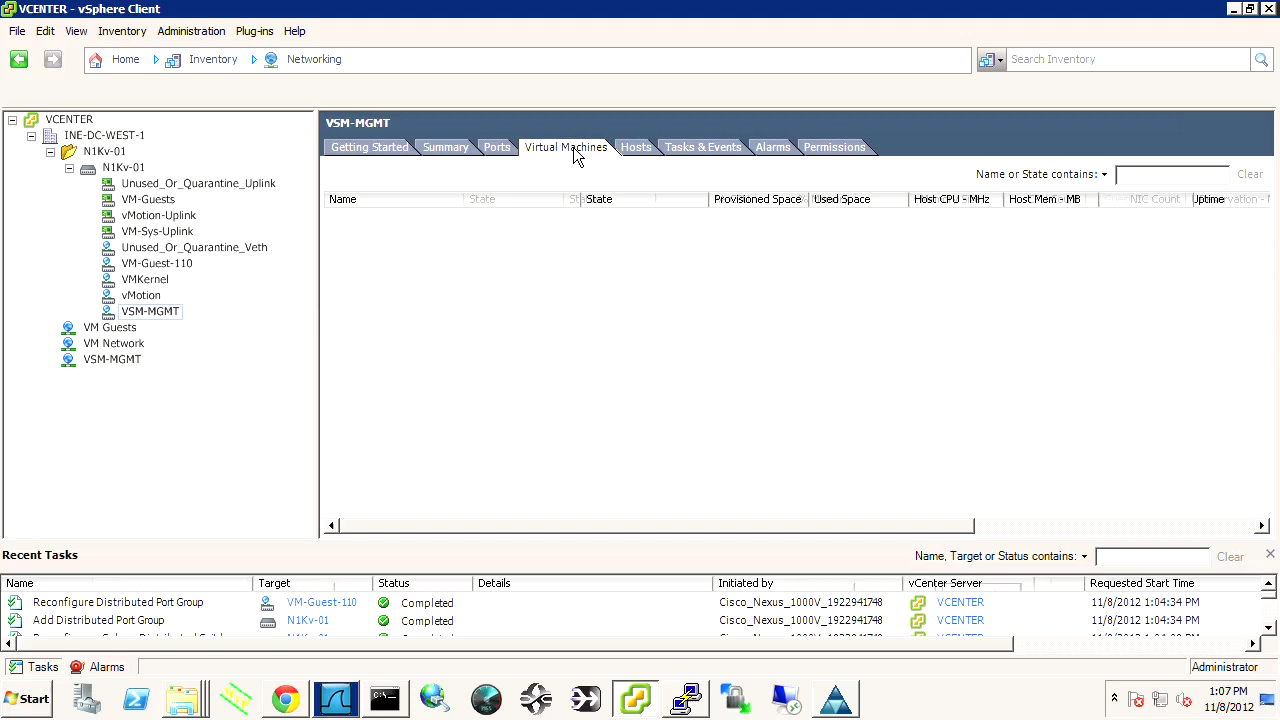 VCENTER - vSphere Client
File Edit View Inventory Administration Plug-ins Help
Home Inventory Networking Search Inventory
VCENTER
INE-DC-WEST-1
N1Kv-01
N1Kv-01
Unused_Or_Quarantine_Uplink
VM-Guests
vMotion-Uplink
VM-Sys-Uplink
Unused_Or_Quarantine_Veth
VM-Guest-110
VMKernel
vMotion
VSM-MGMT
VM Guests
VM Network
VSM-MGMT
VSM-MGMT
Getting Started Summary Ports Virtual Machines Hosts Tasks & Events Alarms Permissions
Name or State contains: Clear
Name State State Provisioned Space Used Space Host CPU - MHz Host Mem - MB NIC Count Uptime
Recent Tasks Name, Target or Status contains: Clear
Name Target Status Details Initiated by vCenter Server Requested Start Time
Reconfigure Distributed Port Group VM-Guest-110 Completed Cisco_Nexus_1000V_1922941748 VCENTER 11/8/2012 1:04:34 PM
Add Distributed Port Group N1Kv-01 Completed Cisco_Nexus_1000V_1922941748 VCENTER 11/8/2012 1:04:34 PM
Tasks Alarms Administrator
Start 1:07 PM
11/8/2012